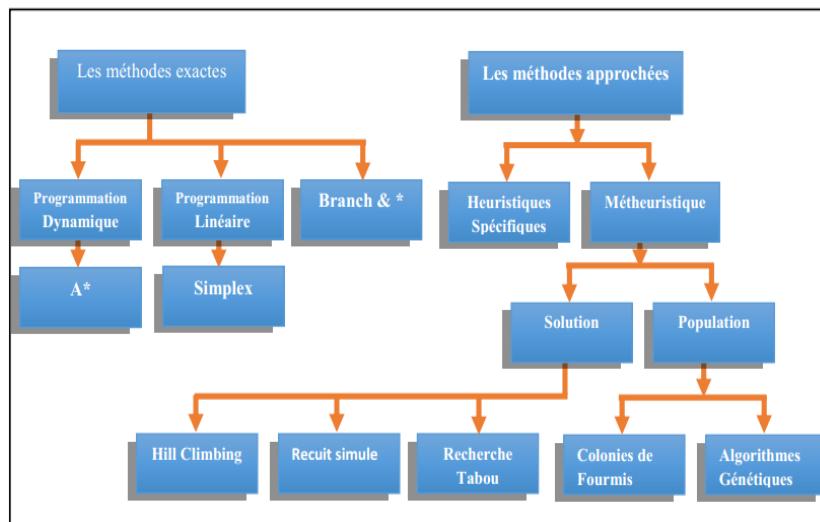 Les méthodes exactes
Les méthodes approchées
Programmation
Dynamique
Programmation
Linéaire
Branch & *
Heuristiques
Spécifiques
Métheuristique
A*
Simplex
Solution
Population
Hill Climbing
Recuit simule
Recherche
Tabou
Colonies de
Fourmis
Algorithmes
Génétiques